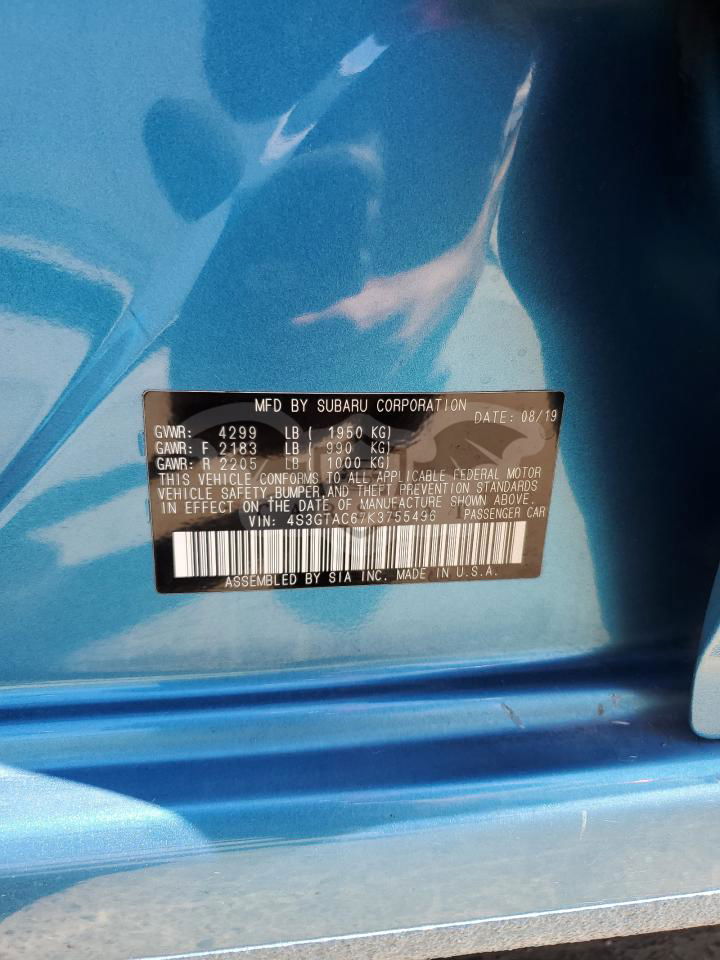 MFD BY SUBARU CORPORATION DATE: 08/19
GVWR: 4299 LB ( 1950 KG)
GAWR: F 2183 LB ( 990 KG)
GAWR: R 2205 LB ( 1000 KG)
THIS VEHICLE CONFORMS TO ALL APPLICABLE FEDERAL MOTOR
VEHICLE SAFETY, BUMPER, AND THEFT PREVENTION STANDARDS
IN EFFECT ON THE DATE OF MANUFACTURE SHOWN ABOVE.
VIN: 4S3GTAC67K3755496 PASSENGER CAR
ASSEMBLED BY SIA INC. MADE IN U.S.A.